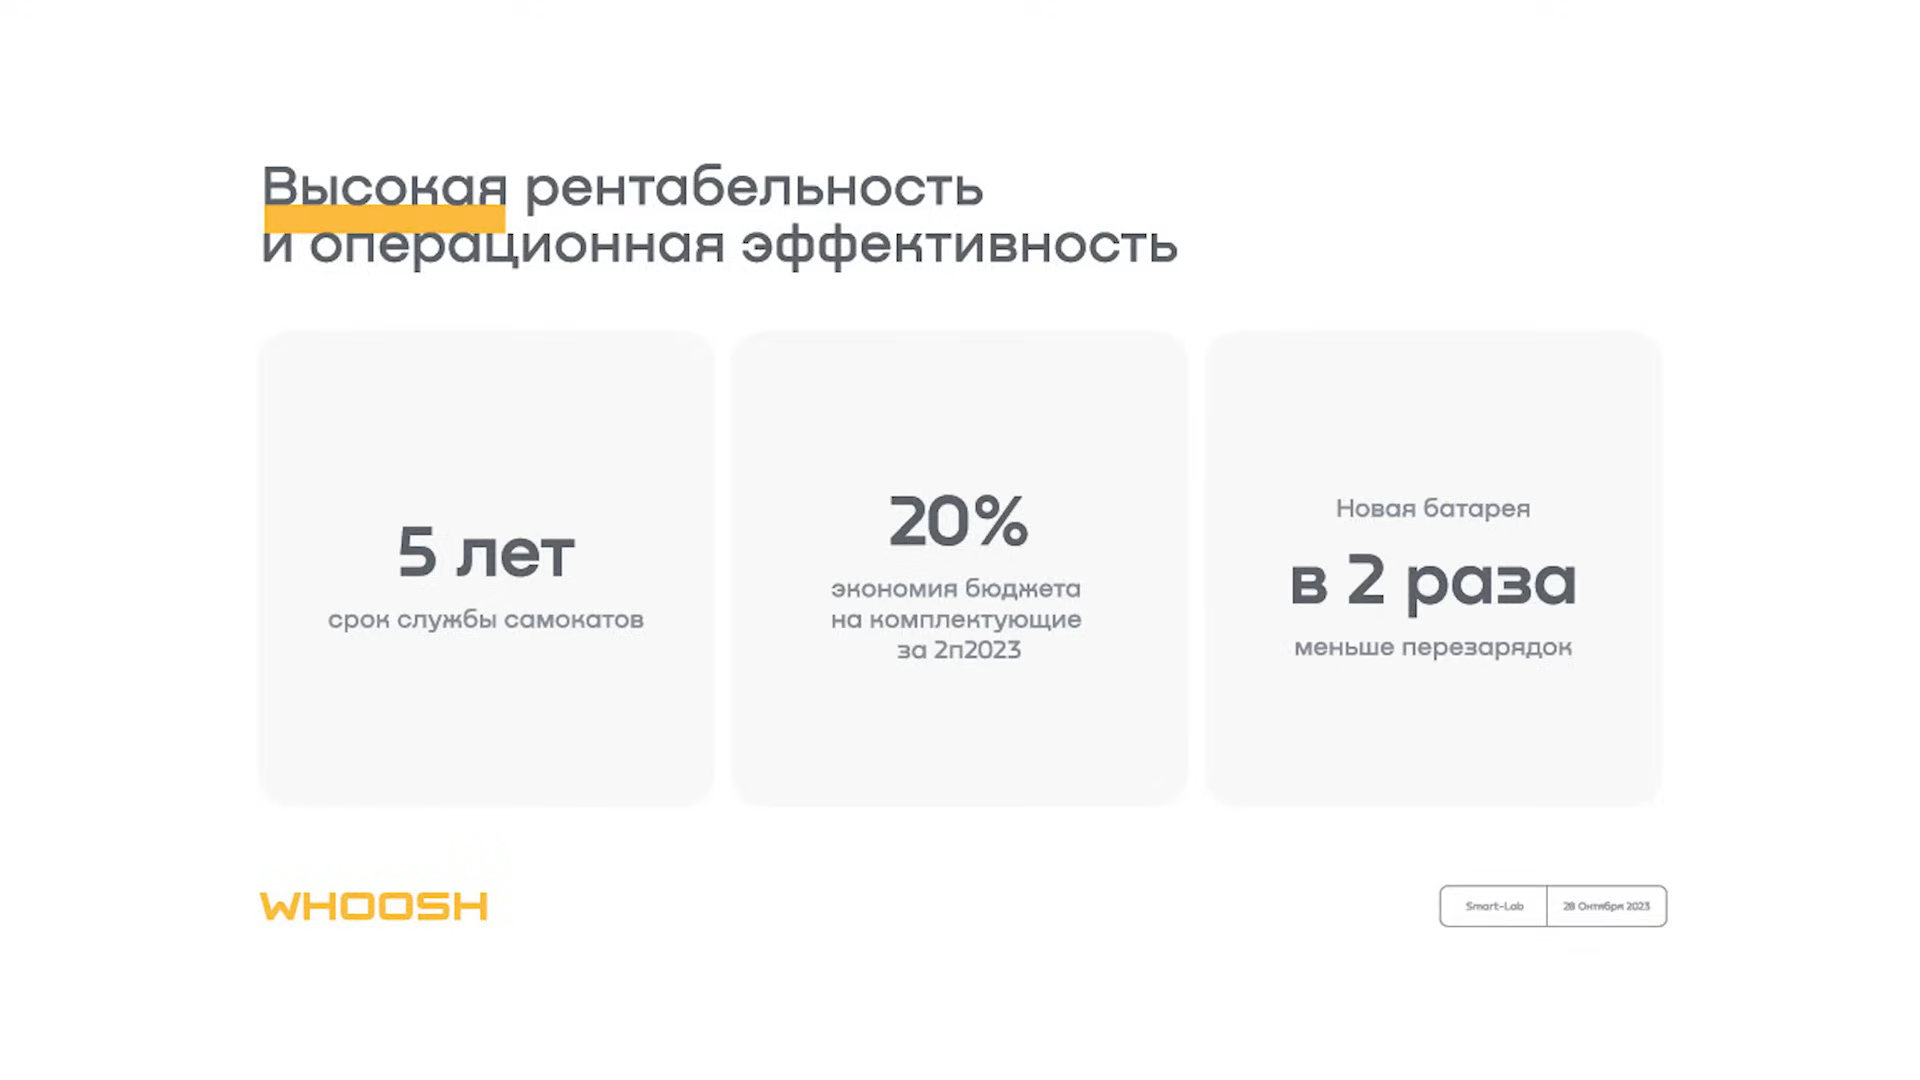 Высокая рентабельность
и операционная эффективность
5 лет
срок службы самокатов
20%
экономия бюджета
на комплектующие
за 2п2023
Новая батарея
в 2 раза
меньше перезарядок
WHOOSH
Smart-Lab
28 Октября 2023